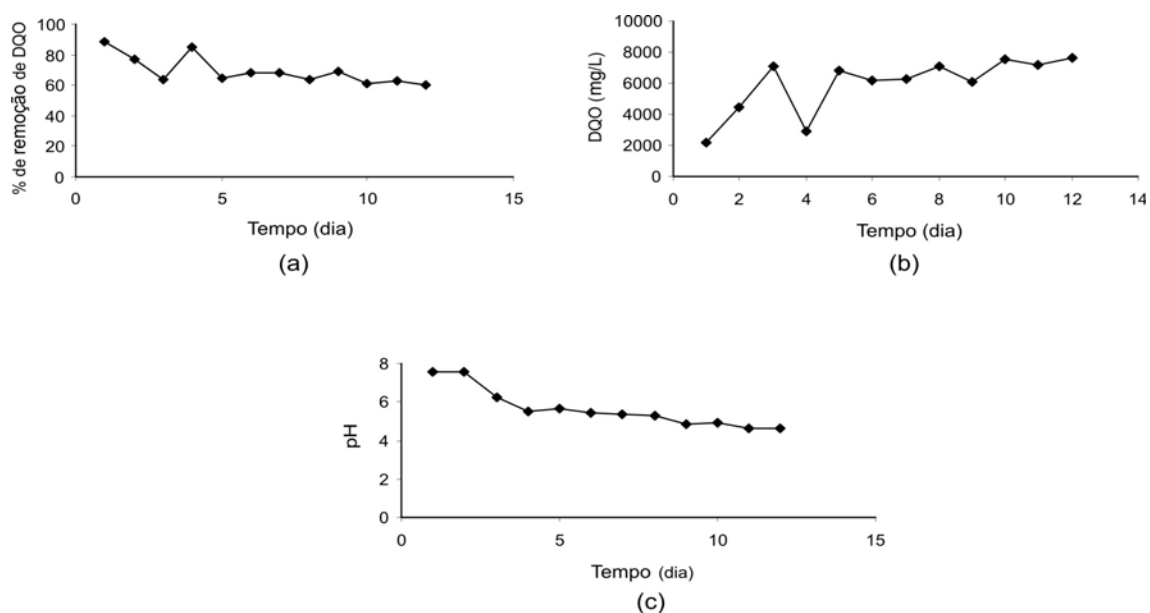 % de remoção de DQO
100
80
60
40
20
0
0 5 10 15
Tempo (dia)
(a)
DQO (mg/L)
10000
8000
6000
4000
2000
0
0 2 4 6 8 10 12 14
Tempo (dia)
(b)
pH
8
6
4
2
0
0 5 10 15
Tempo (dia)
(c)